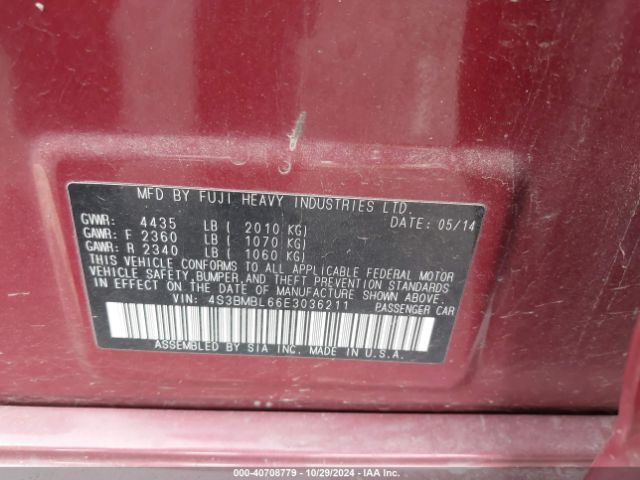 MFD BY FUJI HEAVY INDUSTRIES LTD.
GVWR: 4435 LB ( 2010 KG) DATE: 05/14
GAWR: F 2360 LB ( 1070 KG)
GAWR: R 2340 LB ( 1060 KG)
THIS VEHICLE CONFORMS TO ALL APPLICABLE FEDERAL MOTOR
VEHICLE SAFETY, BUMPER, AND THEFT PREVENTION STANDARDS
IN EFFECT ON THE DATE OF MANUFACTURE SHOWN ABOVE.
VIN: 4S3BMBL66E3036211 PASSENGER CAR
ASSEMBLED BY SIA INC. MADE IN U.S.A.
000-40708779 - 10/29/2024 - IAA Inc.